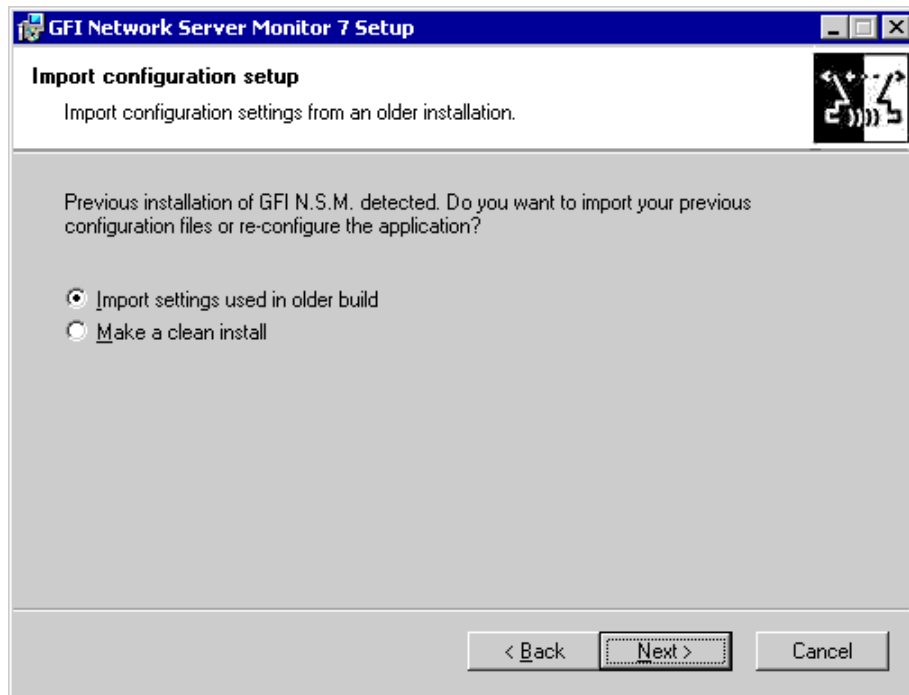 GFI Network Server Monitor 7 Setup
Import configuration setup
Import configuration settings from an older installation.
Previous installation of GFI N.S.M. detected. Do you want to import your previous
configuration files or re-configure the application?
Import settings used in older build
Make a clean install
< Back
Next >
Cancel